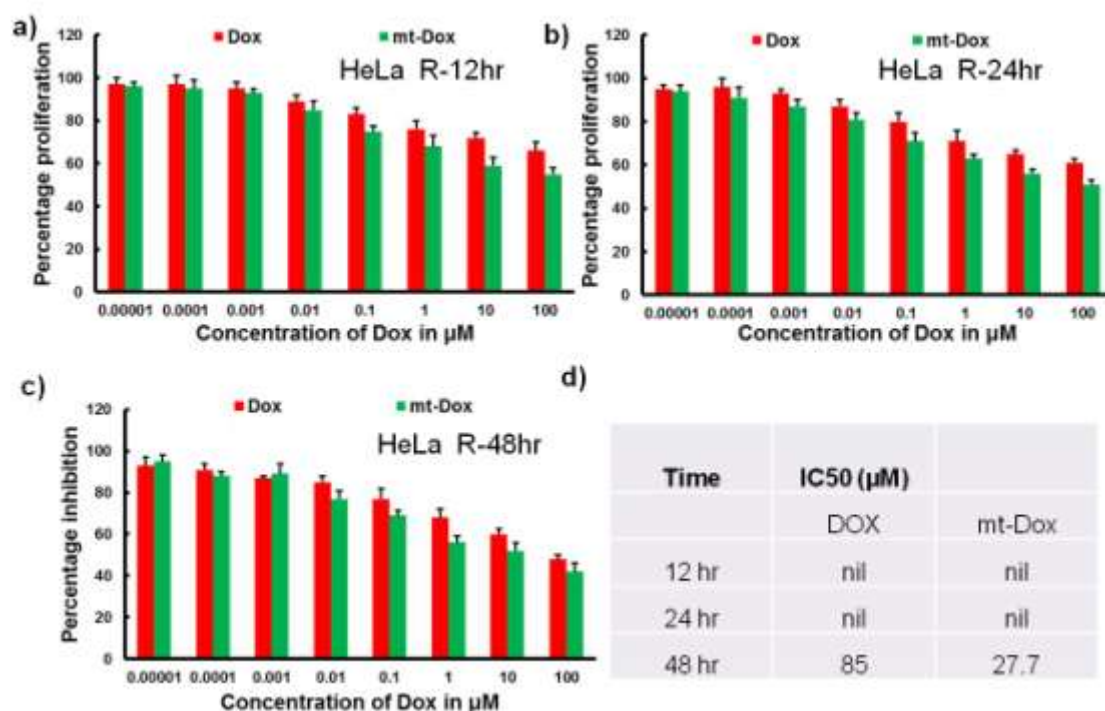 a)
Dox mt-Dox
HeLa R-12hr
Percentage proliferation
120
100
80
60
40
20
0
0.00001 0.0001 0.001 0.01 0.1 1 10 100
Concentration of Dox in µM
b)
Dox mt-Dox
HeLa R-24hr
Percentage proliferation
120
100
80
60
40
20
0
0.00001 0.0001 0.001 0.01 0.1 1 10 100
Concentration of Dox in µM
c)
Dox mt-Dox
HeLa R-48hr
Percentage inhibition
120
100
80
60
40
20
0
0.00001 0.0001 0.001 0.01 0.1 1 10 100
Concentration of Dox in µM
d)
Time IC50 (µM)
DOX mt-Dox
12 hr nil nil
24 hr nil nil
48 hr 85 27.7